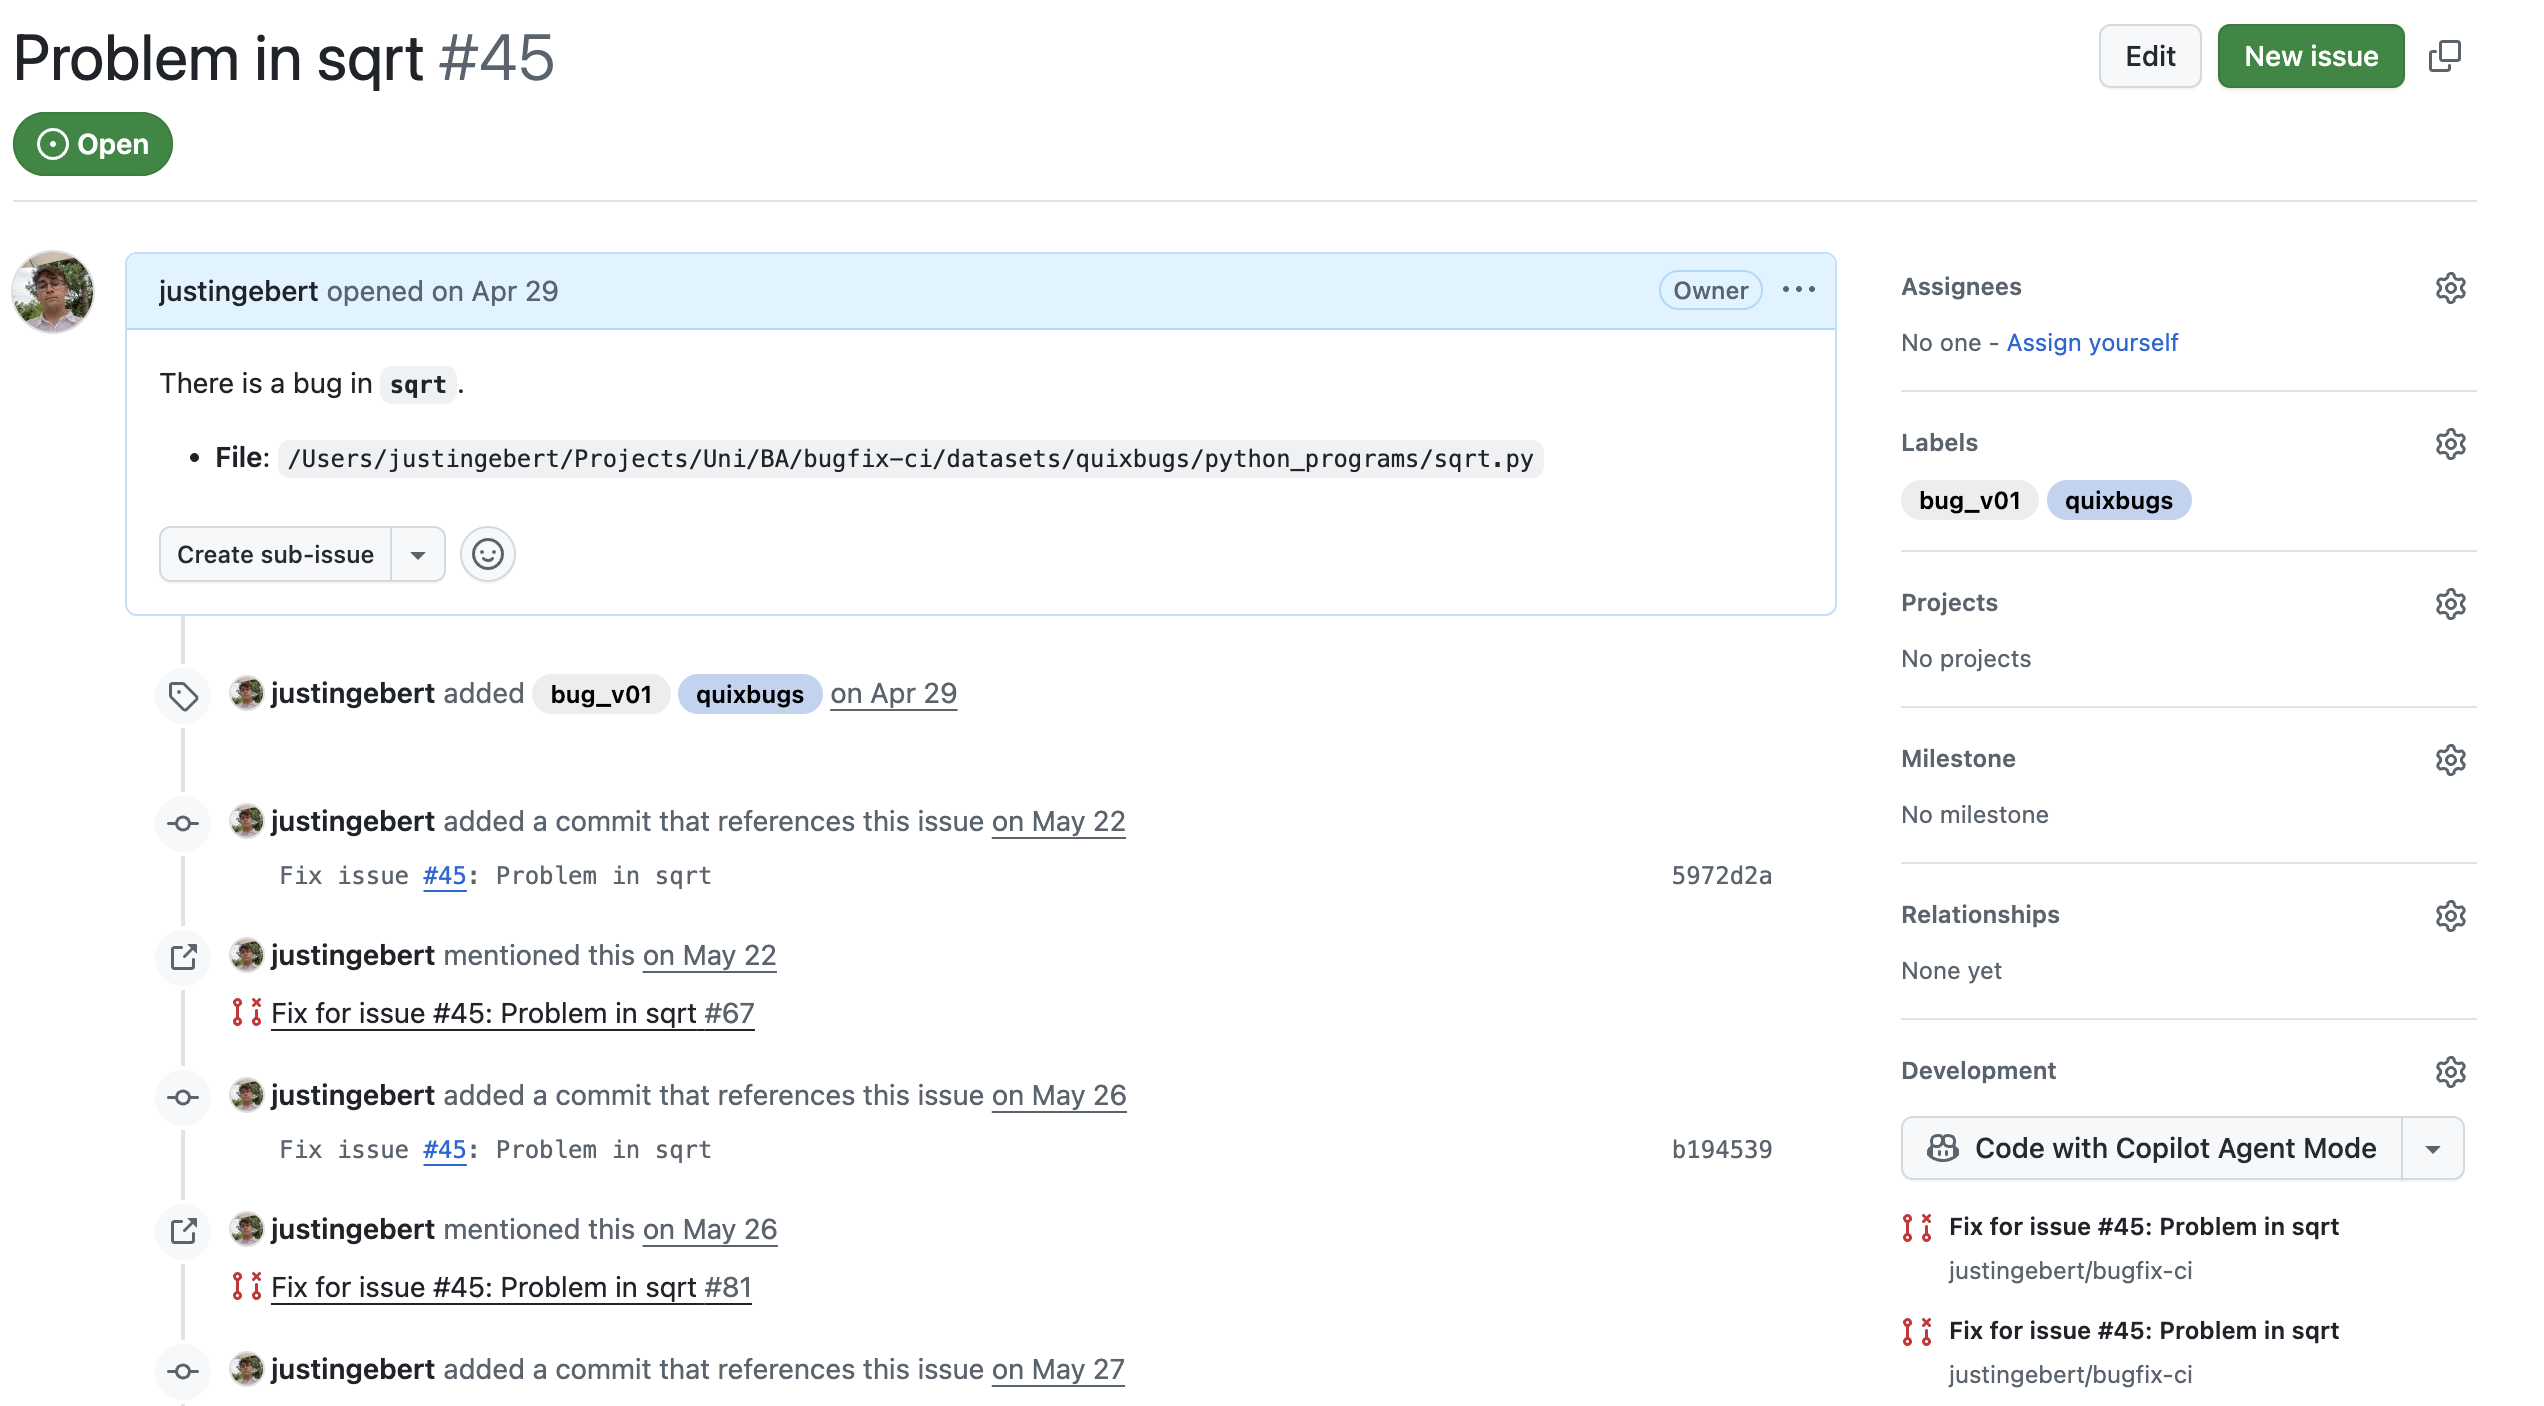 Problem in sqrt #45
Edit
New issue
Open
justingebert opened on Apr 29
Owner
There is a bug in sqrt.
• File: /Users/justingebert/Projects/Uni/BA/bugfix-ci/datasets/quixbugs/python_programs/sqrt.py
Create sub-issue
justingebert added bug_v01 quixbugs on Apr 29
justingebert added a commit that references this issue on May 22
Fix issue #45: Problem in sqrt 5972d2a
justingebert mentioned this on May 22
Fix for issue #45: Problem in sqrt #67
justingebert added a commit that references this issue on May 26
Fix issue #45: Problem in sqrt b194539
justingebert mentioned this on May 26
Fix for issue #45: Problem in sqrt #81
justingebert added a commit that references this issue on May 27
Assignees
No one - Assign yourself
Labels
bug_v01 quixbugs
Projects
No projects
Milestone
No milestone
Relationships
None yet
Development
Code with Copilot Agent Mode
Fix for issue #45: Problem in sqrt
justingebert/bugfix-ci
Fix for issue #45: Problem in sqrt
justingebert/bugfix-ci